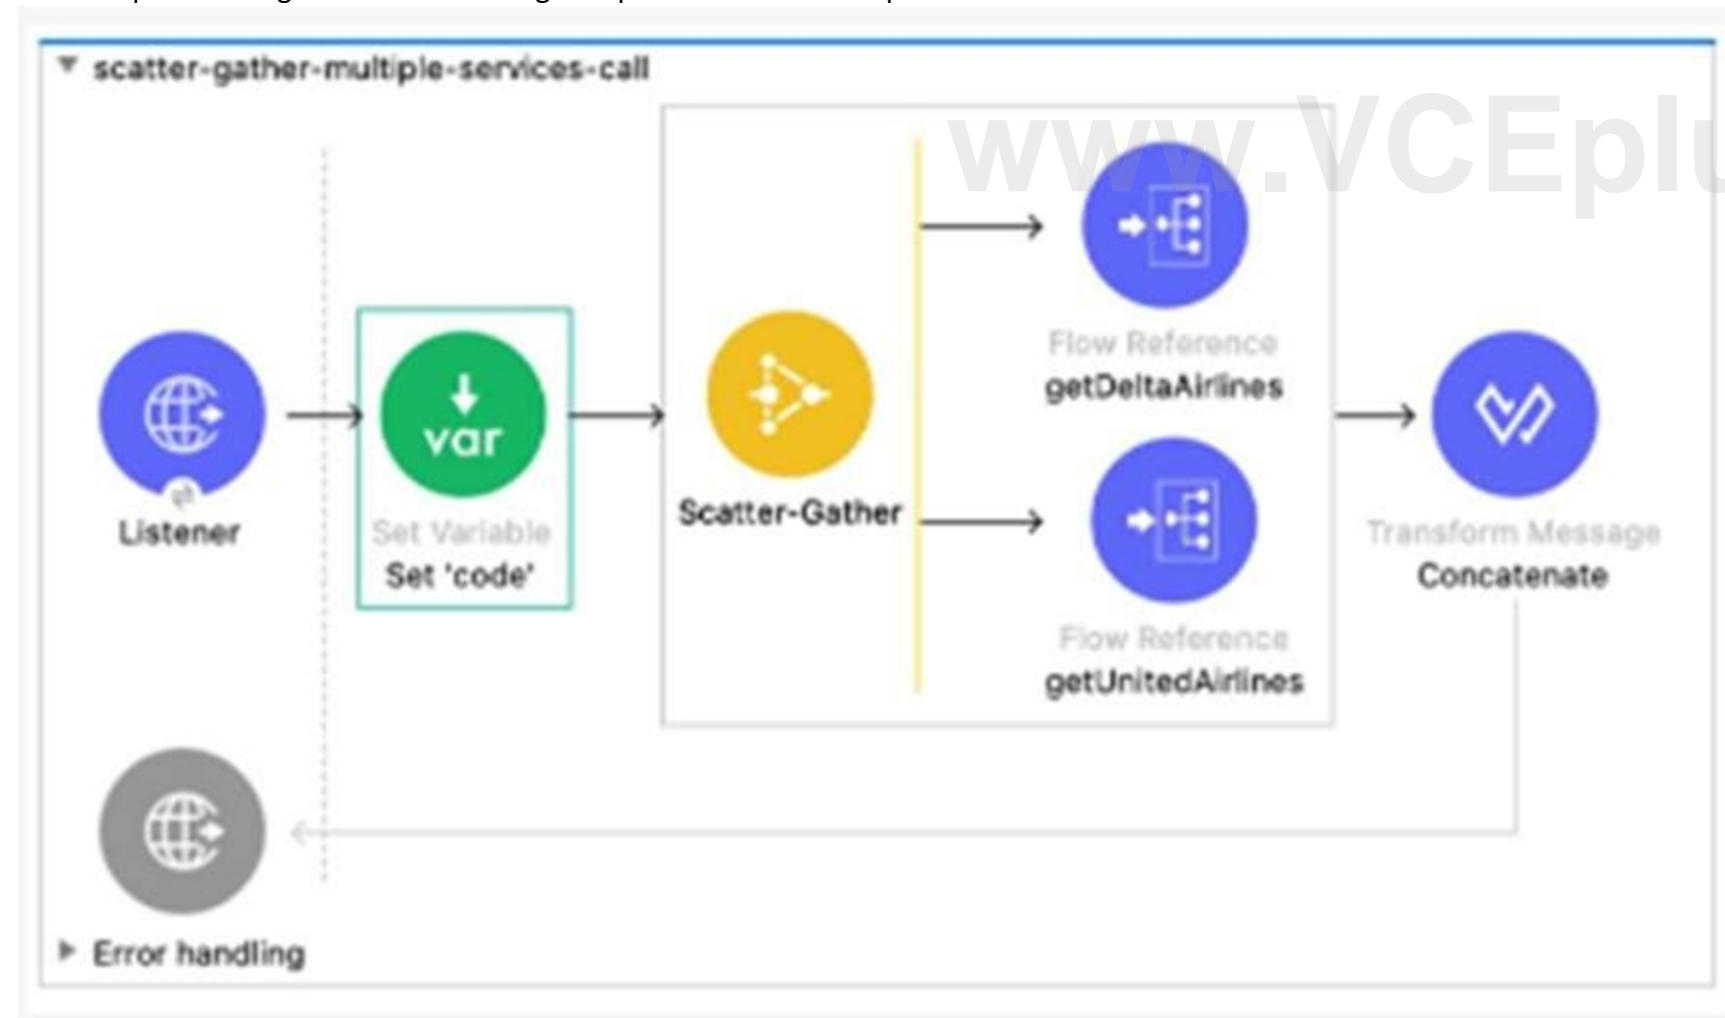 scatter-gather-multiple-services-call
www.VCEplu
var
Flow Reference
getDeltaAirlines
Listener
Set Variable
Set 'code'
Scatter-Gather
Transform Message
Concatenate
Flow Reference
getUnitedAirlines
Error handling